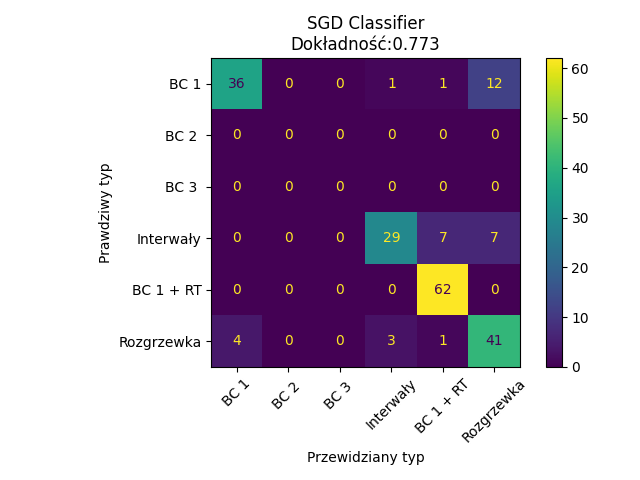 SGD Classifier
Dokładność:0.773
Prawdziwy typ
BC 1 36 0 0 1 1 12
BC 2 0 0 0 0 0 0
BC 3 0 0 0 0 0 0
Interwały 0 0 0 29 7 7
BC 1 + RT 0 0 0 0 62 0
Rozgrzewka 4 0 0 3 1 41
BC 1 BC 2 BC 3 Interwały BC 1 + RT Rozgrzewka
Przewidziany typ
60
50
40
30
20
10
0